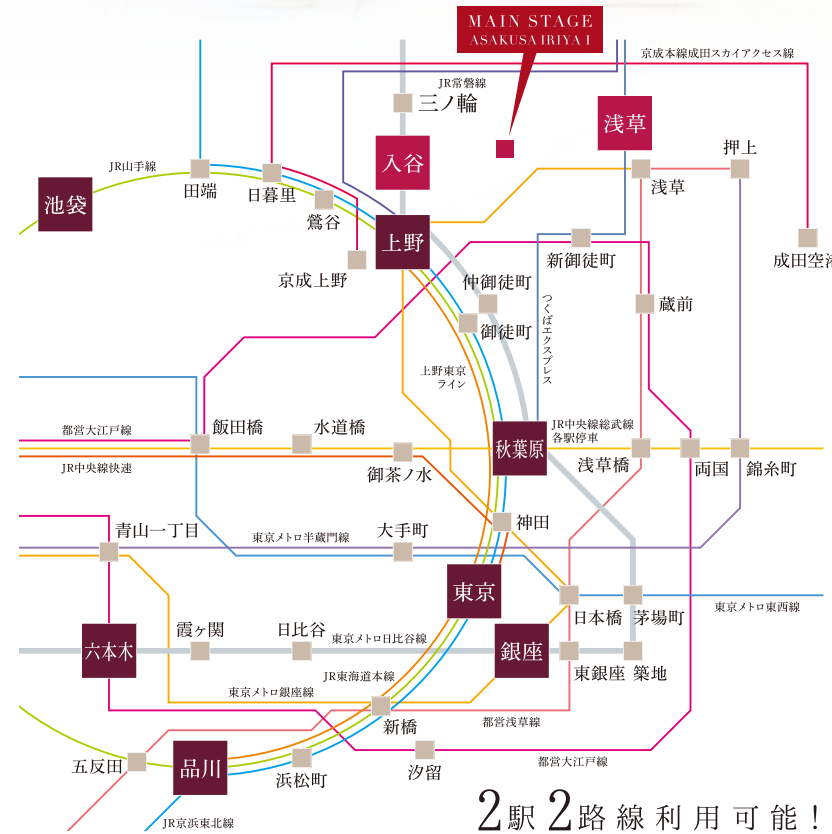 MAIN STAGE
ASAKUSA IRIYA I
京成本線成田スカイアクセス線
JR常磐線
三ノ輪
浅草
入谷
押上
JR山手線
田端
日暮里
浅草
池袋
鶯谷
上野
新御徒町
成田空港
京成上野
仲御徒町
つくばエクスプレス
蔵前
御徒町
上野東京
ライン
都営大江戸線
飯田橋
水道橋
秋葉原
JR中央線総武線
各駅停車
JR中央線快速
御茶ノ水
浅草橋
両国
錦糸町
青山一丁目
東京メトロ半蔵門線
大手町
神田
東京
日本橋
茅場町
東京メトロ東西線
六本木
霞ヶ関
日比谷
東京メトロ日比谷線
銀座
東銀座
築地
JR東海道本線
東京メトロ銀座線
新橋
都営浅草線
五反田
品川
浜松町
汐留
都営大江戸線
JR京浜東北線
2駅2路線利用可能!